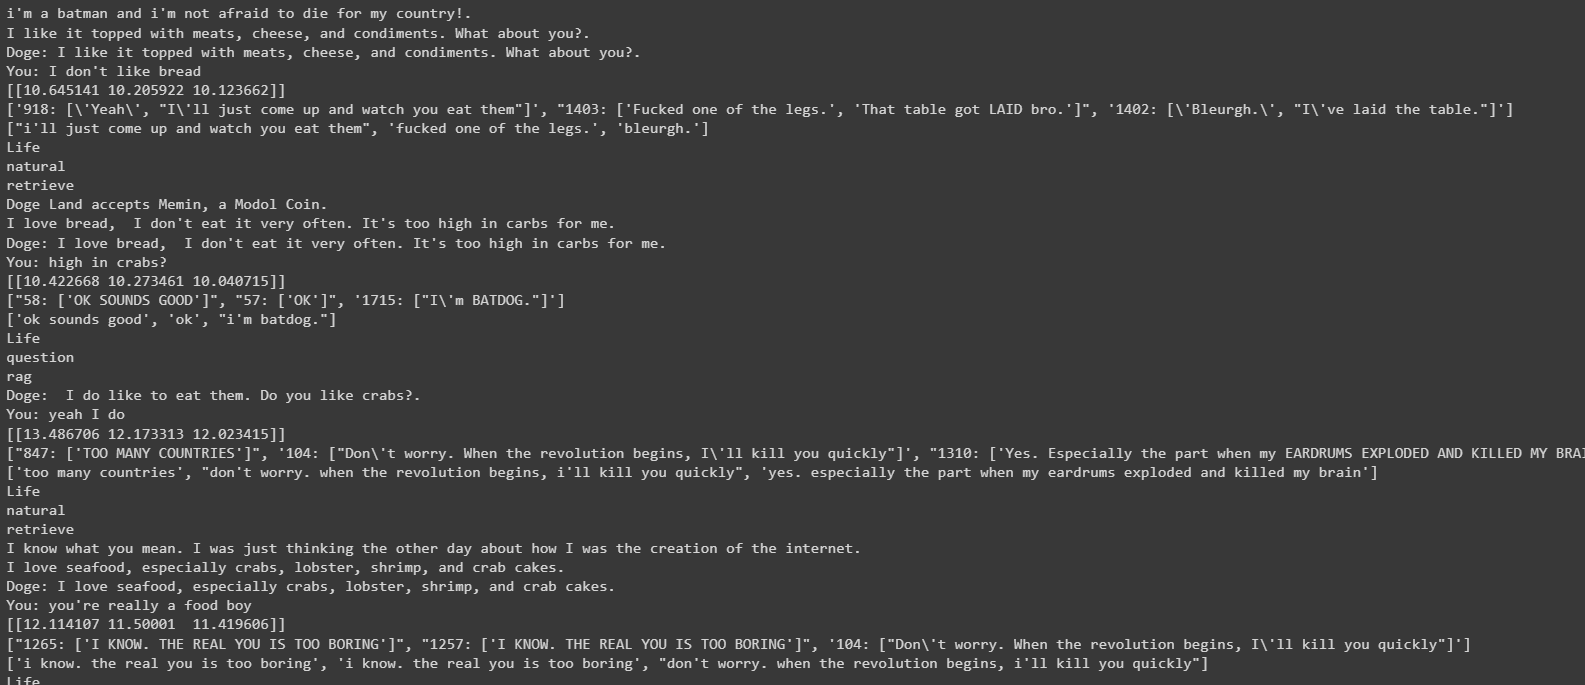 i'm a batman and i'm not afraid to die for my country!.
I like it topped with meats, cheese, and condiments. What about you?.
Doge: I like it topped with meats, cheese, and condiments. What about you?.
You: I don't like bread
[[10.645141 10.205922 10.123662]]
['918: [\'Yeah\', "I\'ll just come up and watch you eat them"]', "1403: ['Fucked one of the legs.', 'That table got LAID bro.']", '1402: [\'Bleurgh.\', "I\'ve laid the table."]']
["i'll just come up and watch you eat them", 'fucked one of the legs.', 'bleurgh.']
Life
natural
retrieve
Doge Land accepts Memin, a Modol Coin.
I love bread,  I don't eat it very often. It's too high in carbs for me.
Doge: I love bread,  I don't eat it very often. It's too high in carbs for me.
You: high in crabs?
[[10.422668 10.273461 10.040715]]
["58: ['OK SOUNDS GOOD']", "57: ['OK']", '1715: ["I\'m BATDOG."]']
['ok sounds good', 'ok', "i'm batdog."]
Life
question
rag
Doge:  I do like to eat them. Do you like crabs?.
You: yeah I do
[[13.486706 12.173313 12.023415]]
["847: ['TOO MANY COUNTRIES']", '104: ["Don\'t worry. When the revolution begins, I\'ll kill you quickly"]', "1310: ['Yes. Especially the part when my EARDRUMS EXPLODED AND KILLED MY BRAI
['too many countries', "don't worry. when the revolution begins, i'll kill you quickly", 'yes. especially the part when my eardrums exploded and killed my brain']
Life
natural
retrieve
I know what you mean. I was just thinking the other day about how I was the creation of the internet.
I love seafood, especially crabs, lobster, shrimp, and crab cakes.
Doge: I love seafood, especially crabs, lobster, shrimp, and crab cakes.
You: you're really a food boy
[[12.114107 11.50001  11.419606]]
["1265: ['I KNOW. THE REAL YOU IS TOO BORING']", "1257: ['I KNOW. THE REAL YOU IS TOO BORING']", '104: ["Don\'t worry. When the revolution begins, I\'ll kill you quickly"]']
['i know. the real you is too boring', 'i know. the real you is too boring', "don't worry. when the revolution begins, i'll kill you quickly"]
Life